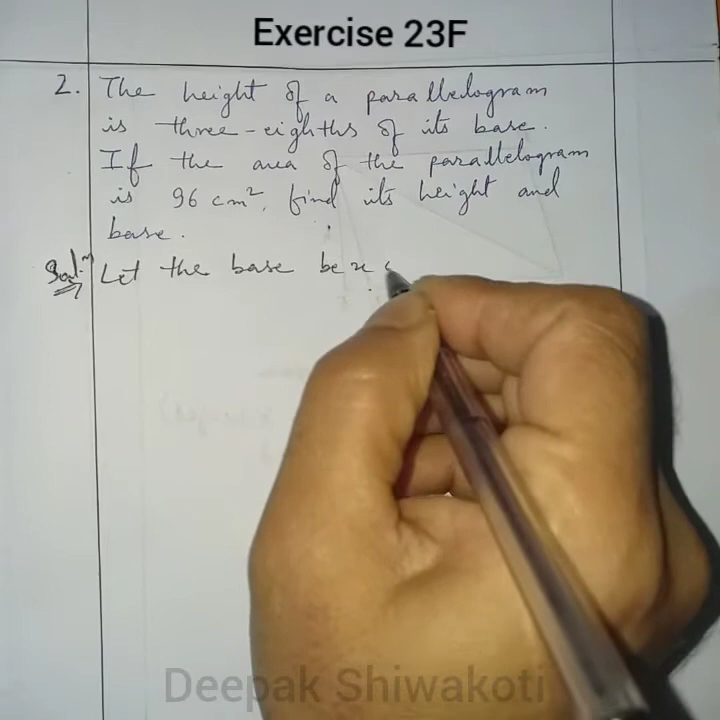 Exercise 23F
2. The height of a parallelogram
is three-eighths of its base.
If the area of the parallelogram
is 96 cm², find its height and
base.
Solⁿ Let the base be x
Deepak Shiwakoti